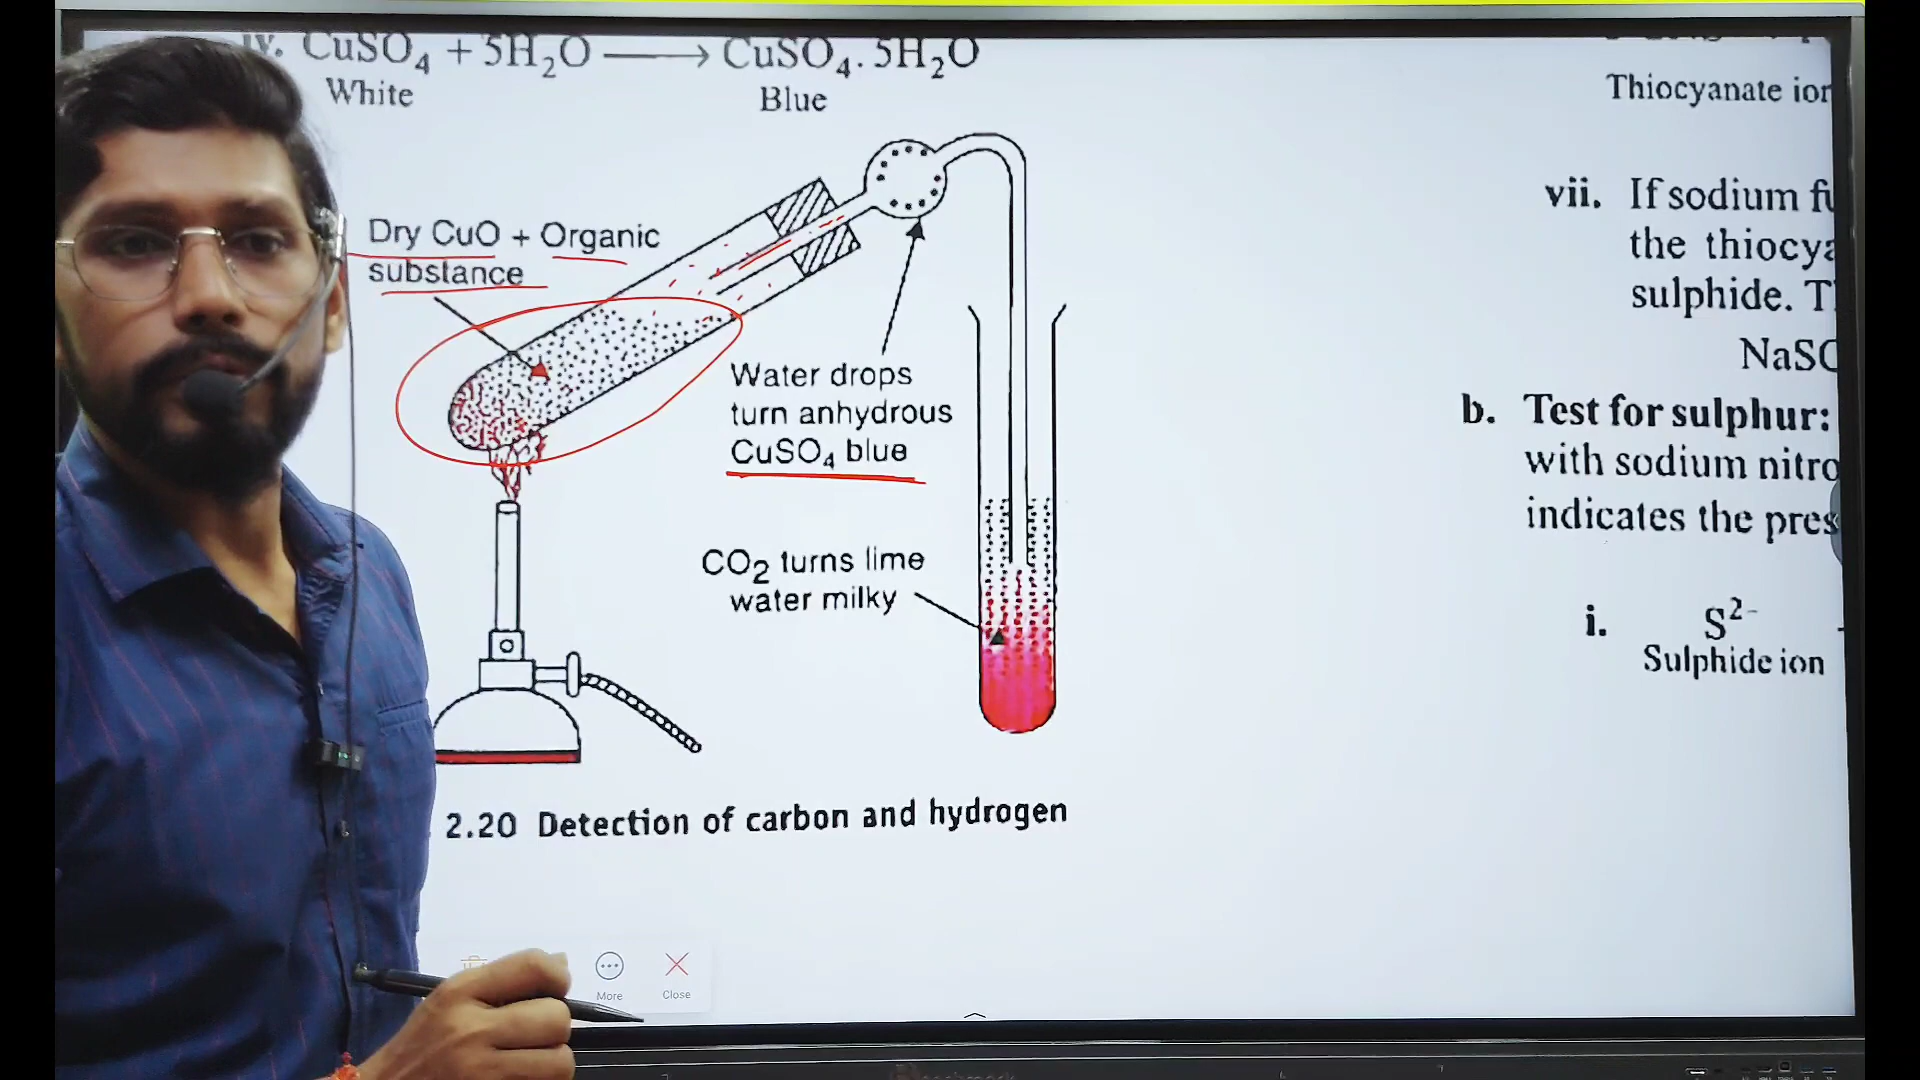 iv. CuSO₄ + 5H₂O ⟶ CuSO₄ . 5H₂O
White Blue
Dry CuO + Organic
substance
Water drops
turn anhydrous
CuSO₄ blue
CO₂ turns lime
water milky
2.20 Detection of carbon and hydrogen
More Close
Thiocyanate ion
vii. If sodium fu
the thiocya
sulphide. T
NaSC
b. Test for sulphur:
with sodium nitro
indicates the pres
i. S²⁻
Sulphide ion